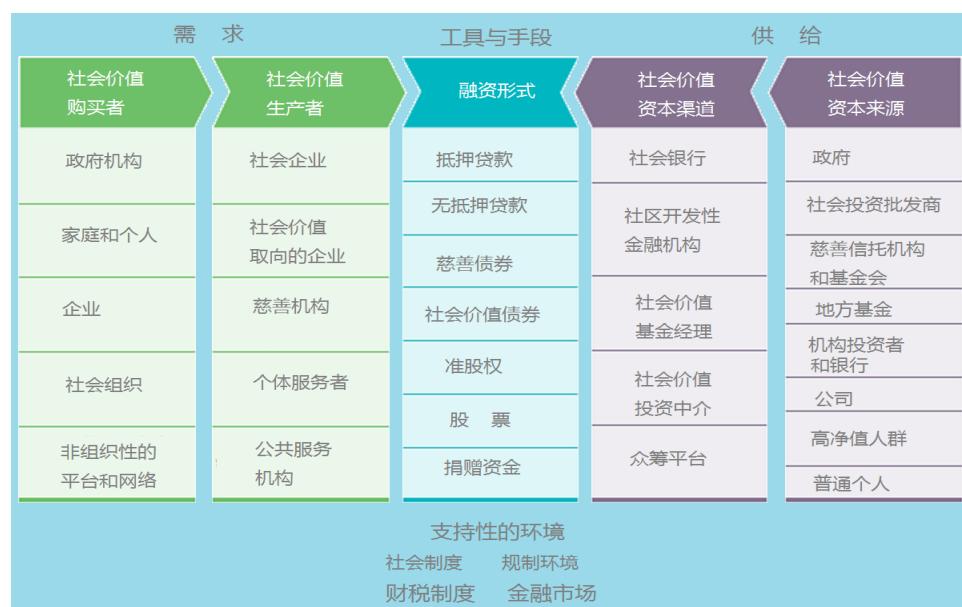 需 求
工具与手段
供 给
社会价值
购买者
社会价值
生产者
融资形式
社会价值
资本渠道
社会价值
资本来源
政府机构
家庭和个人
企业
社会组织
非组织性的
平台和网络
社会企业
社会价值
取向的企业
慈善机构
个体服务者
公共服务
机构
抵押贷款
无抵押贷款
慈善债券
社会价值债券
准股权
股 票
捐赠资金
社会银行
社区开发性
金融机构
社会价值
基金经理
社会价值
投资中介
众筹平台
政府
社会投资批发商
慈善信托机构
和基金会
地方基金
机构投资者
和银行
公司
高净值人群
普通个人
支持性的环境
社会制度 规制环境
财税制度 金融市场